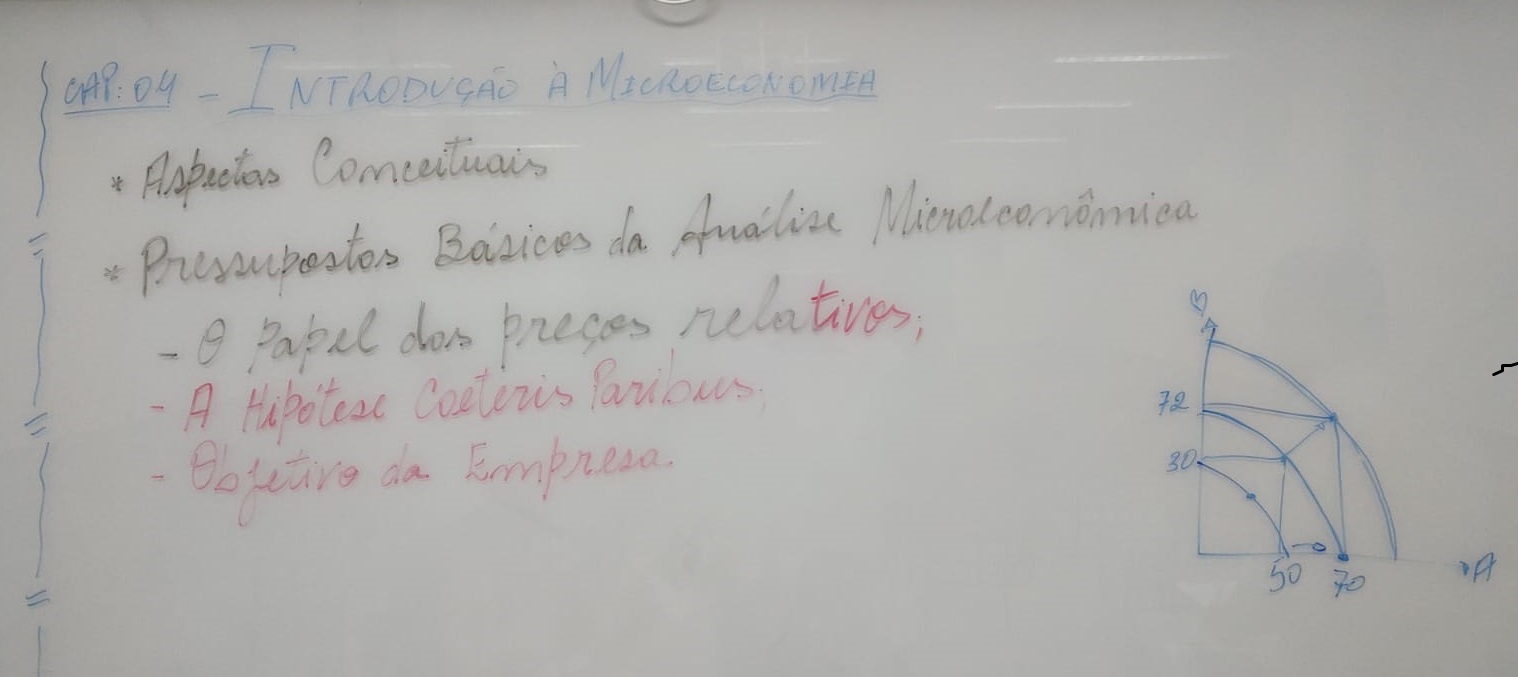 CAP: 04 - INTRODUÇÃO À MICROECONOMIA
* Aspectos Conceituais
* Pressupostos Básicos da Análise Microeconômica
- O Papel dos preços relativos;
- A Hipótese Coeteris Paribus;
- Objetivo da Empresa.
B
72
30
50
70
A